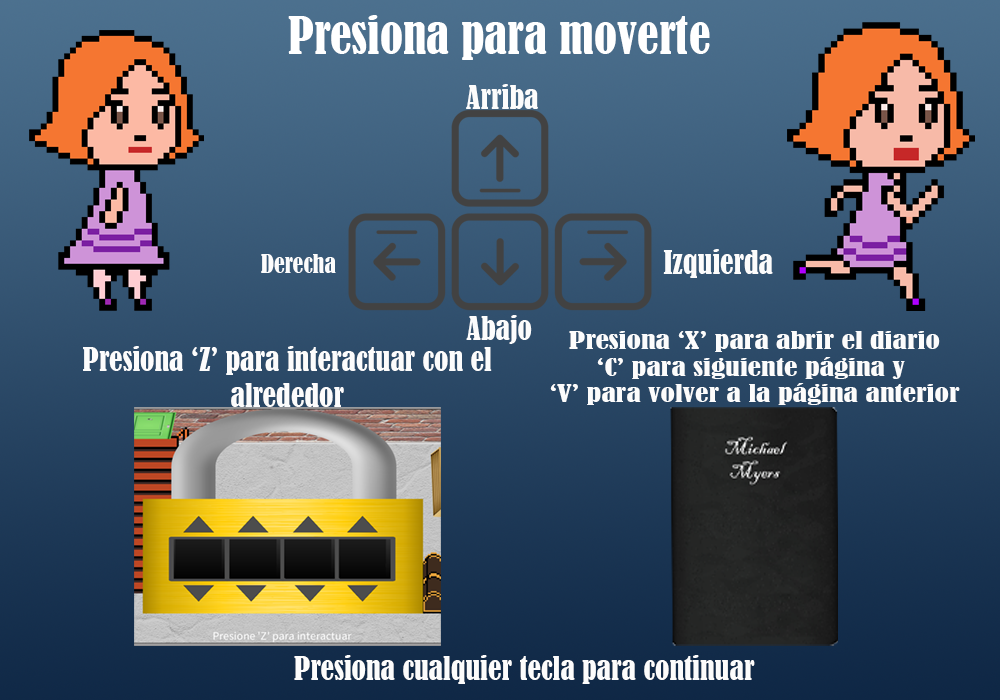 Presiona para moverte
Arriba
Derecha
Izquierda
Abajo
Presiona ‘Z’ para interactuar con el
alrededor
Presiona ‘X’ para abrir el diario
‘C’ para siguiente página y
‘V’ para volver a la página anterior
Michael
Myers
Presione 'Z' para interactuar
Presiona cualquier tecla para continuar